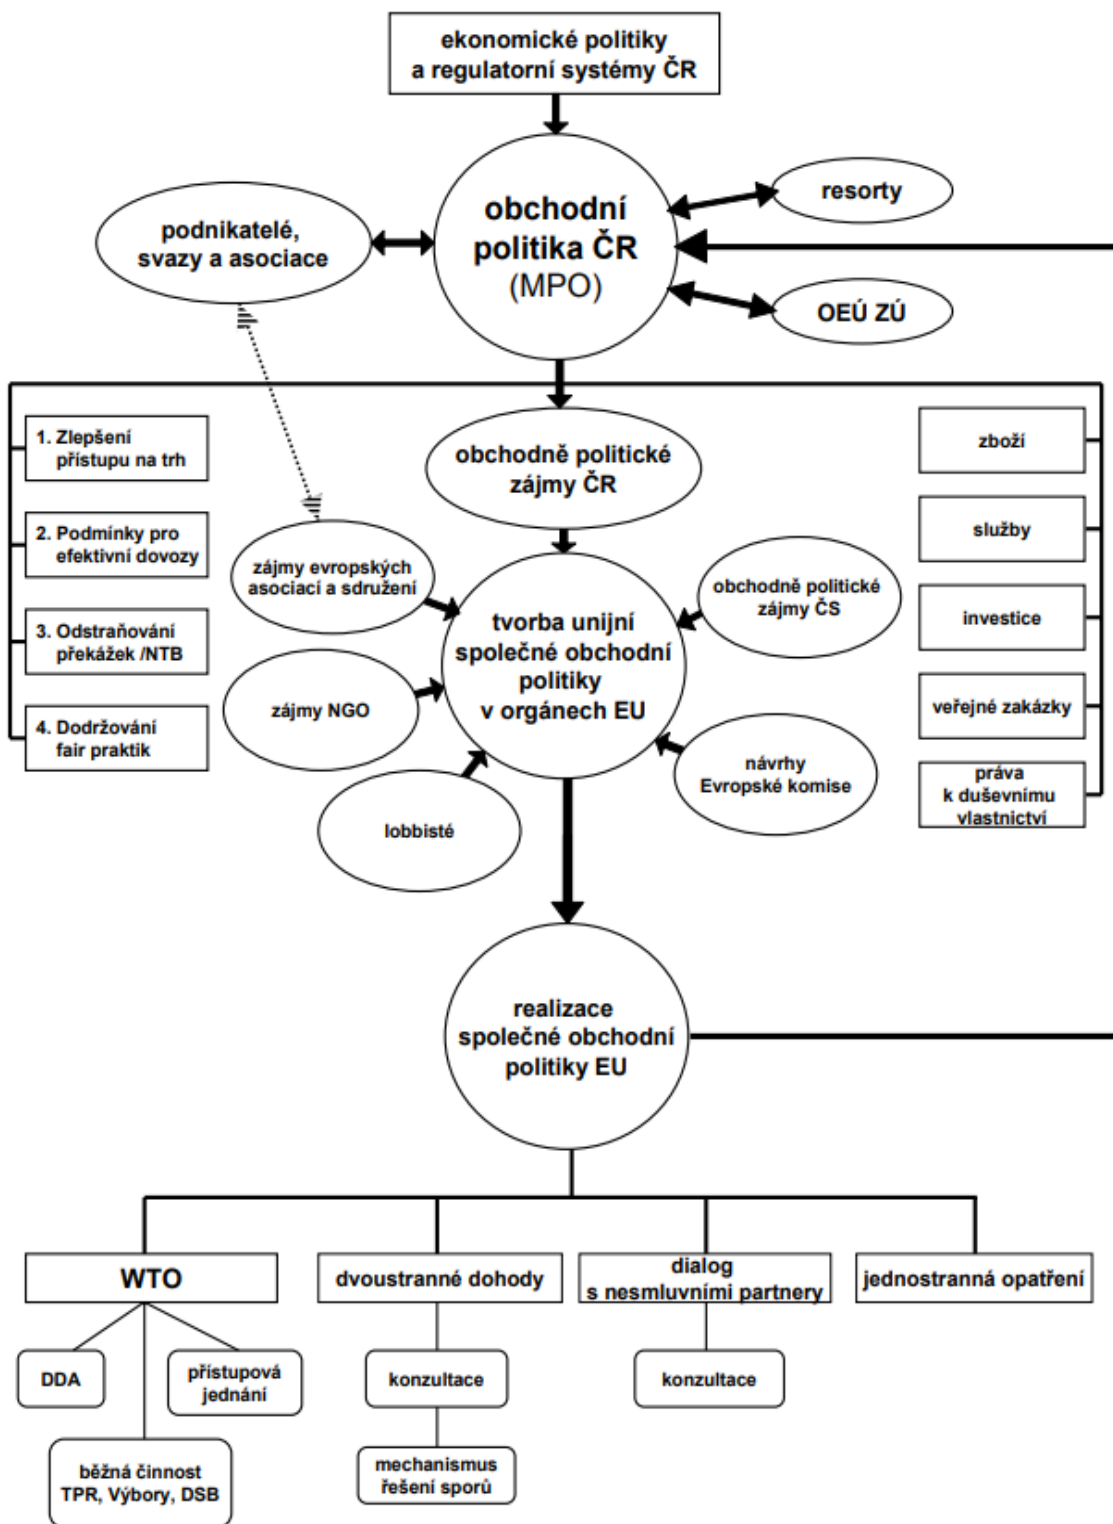 ekonomické politiky
a regulatorní systémy ČR
obchodní
politika ČR
(MPO)
resorty
podnikatelé,
svazy a asociace
OEÚ ZÚ
1. Zlepšení
přístupu na trh
2. Podmínky pro
efektivní dovozy
3. Odstraňování
překážek /NTB
4. Dodržování
fair praktik
obchodně politické
zájmy ČR
zájmy evropských
asociací a sdružení
obchodně politické
zájmy ČS
tvorba unijní
společné obchodní
politiky
v orgánech EU
zájmy NGO
lobbisté
návrhy
Evropské komise
zboží
služby
investice
veřejné zakázky
práva
k duševnímu
vlastnictví
realizace
společné obchodní
politiky EU
WTO
dvoustranné dohody
dialog
s nesmluvními partnery
jednostranná opatření
DDA
přístupová
jednání
běžná činnost
TPR, Výbory, DSB
konzultace
mechanismus
řešení sporů
konzultace